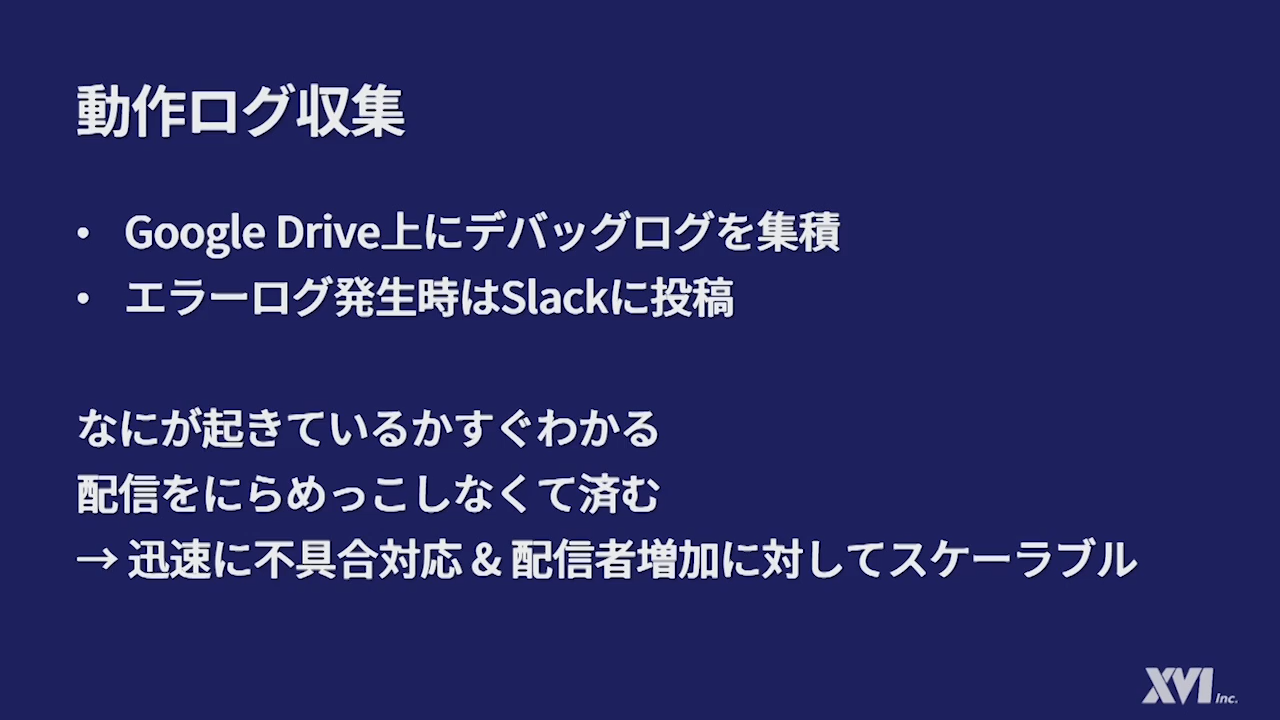 動作ログ収集
• Google Drive上にデバッグログを集積
• エラーログ発生時はSlackに投稿
なにが起きているかすぐわかる
配信をにらめっこしなくて済む
→ 迅速に不具合対応 & 配信者増加に対してスケーラブル
XVI Inc.